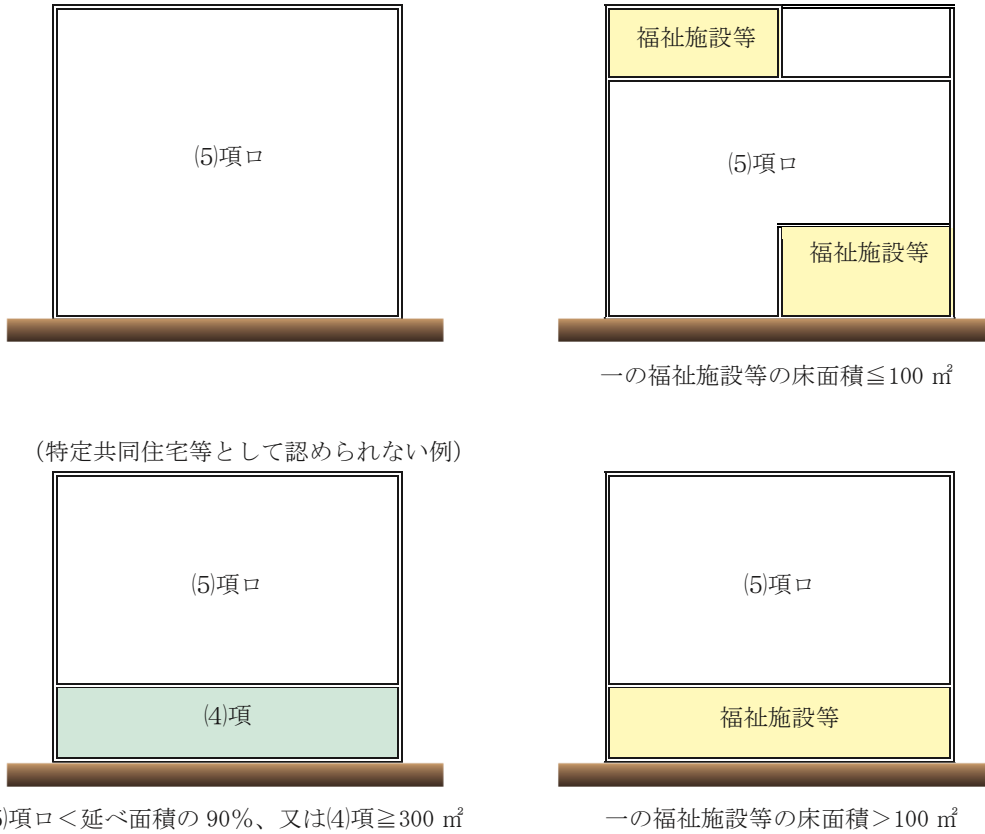 福祉施設等
⑸項ロ
⑸項ロ
福祉施設等
一の福祉施設等の床面積≦100 ㎡
（特定共同住宅等として認められない例）
⑸項ロ
⑸項ロ
⑷項
福祉施設等
⑸項ロ＜延べ面積の 90％、又は⑷項≧300 ㎡
一の福祉施設等の床面積＞100 ㎡